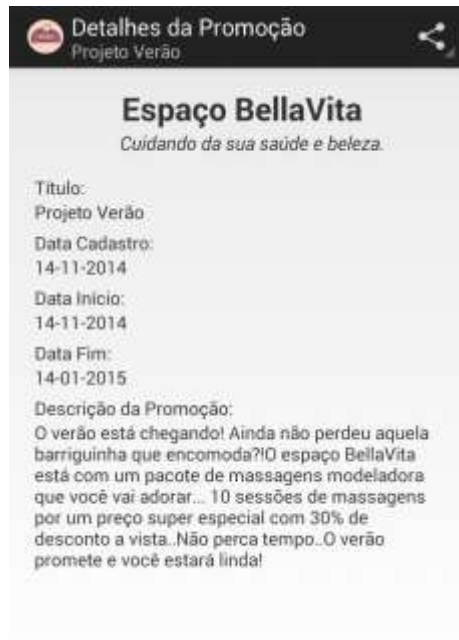 Detalhes da Promoção
Projeto Verão
Espaço BellaVita
Cuidando da sua saúde e beleza.
Título:
Projeto Verão
Data Cadastro:
14-11-2014
Data Início:
14-11-2014
Data Fim:
14-01-2015
Descrição da Promoção:
O verão está chegando! Ainda não perdeu aquela
barriguinha que encomoda?!O espaço BellaVita
está com um pacote de massagens modeladora
que você vai adorar... 10 sessões de massagens
por um preço super especial com 30% de
desconto a vista..Não perca tempo..O verão
promete e você estará linda!